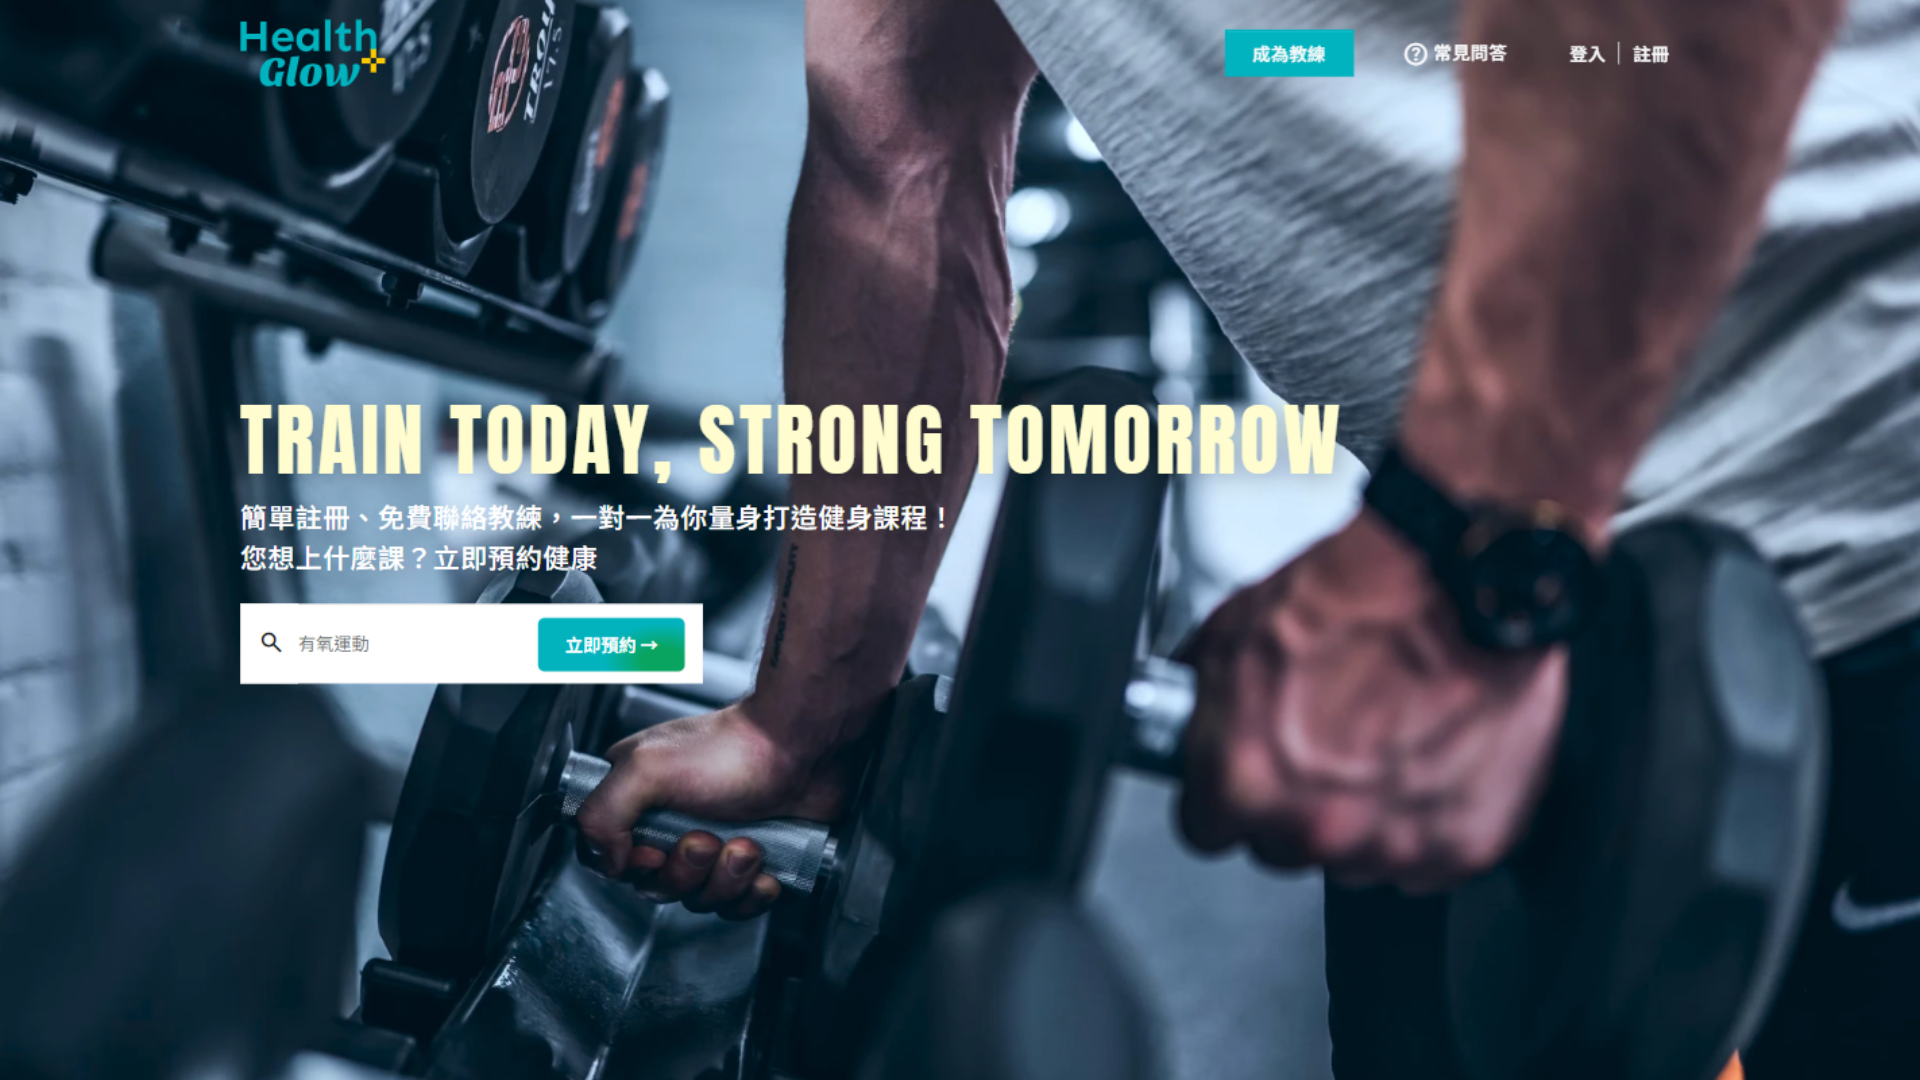 Health
Glow
成為教練
常見問答
登入 | 註冊
TRAIN TODAY, STRONG TOMORROW
簡單註冊、免費聯絡教練，一對一為你量身打造健身課程！
您想上什麼課？立即預約健康
有氧運動
立即預約 →